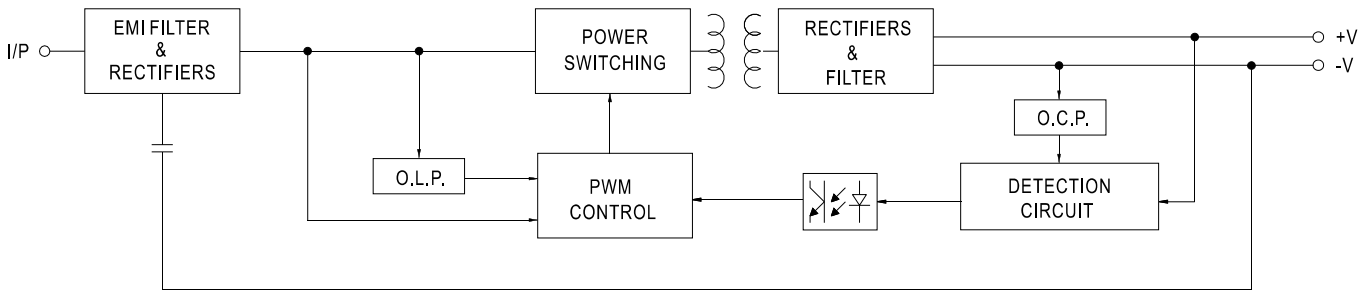 I/P
EMI FILTER
&
RECTIFIERS
POWER
SWITCHING
RECTIFIERS
&
FILTER
+V
-V
O.C.P.
O.L.P.
PWM
CONTROL
DETECTION
CIRCUIT